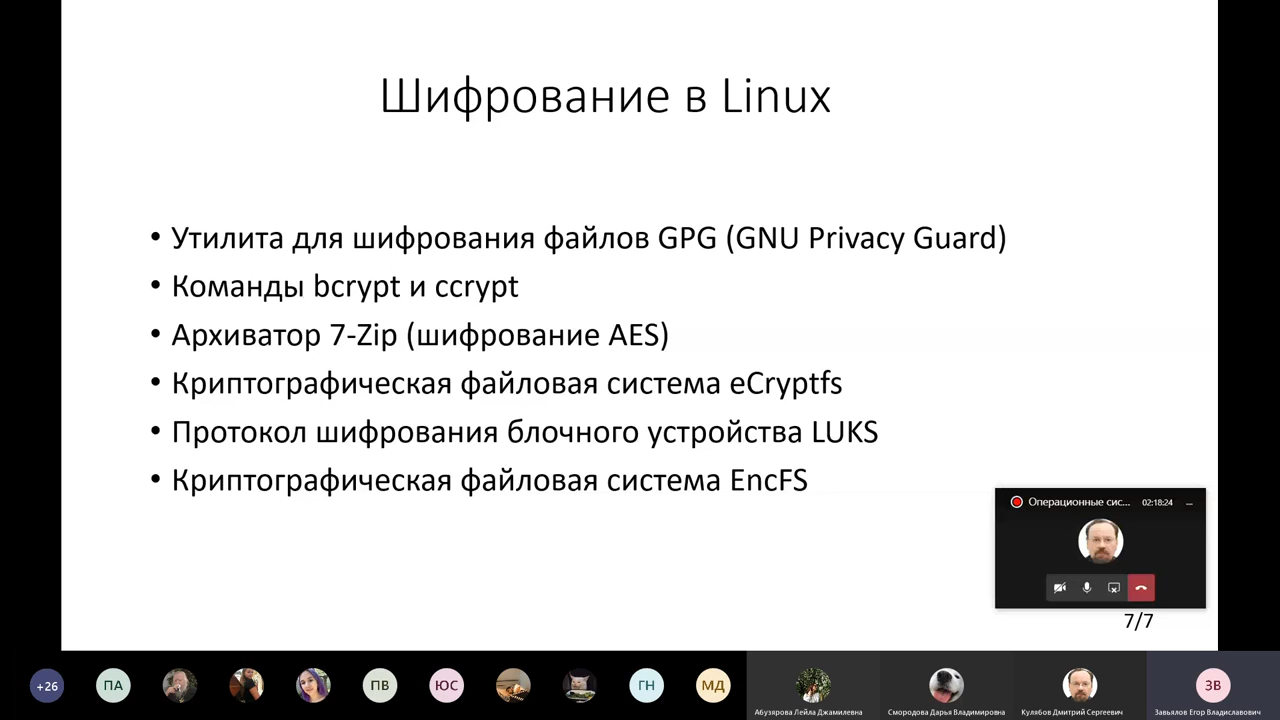 Шифрование в Linux
• Утилита для шифрования файлов GPG (GNU Privacy Guard)
• Команды bcrypt и ccrypt
• Архиватор 7-Zip (шифрование AES)
• Криптографическая файловая система eCryptfs
• Протокол шифрования блочного устройства LUKS
• Криптографическая файловая система EncFS
Операционные сис... 02:18:24
7/7
+26 ПА ПВ ЮС ГН МД ЗВ
Абузярова Лейла Джамилевна Смородова Дарья Владимировна Кулябов Дмитрий Сергеевич Завьялов Егор Владиславович